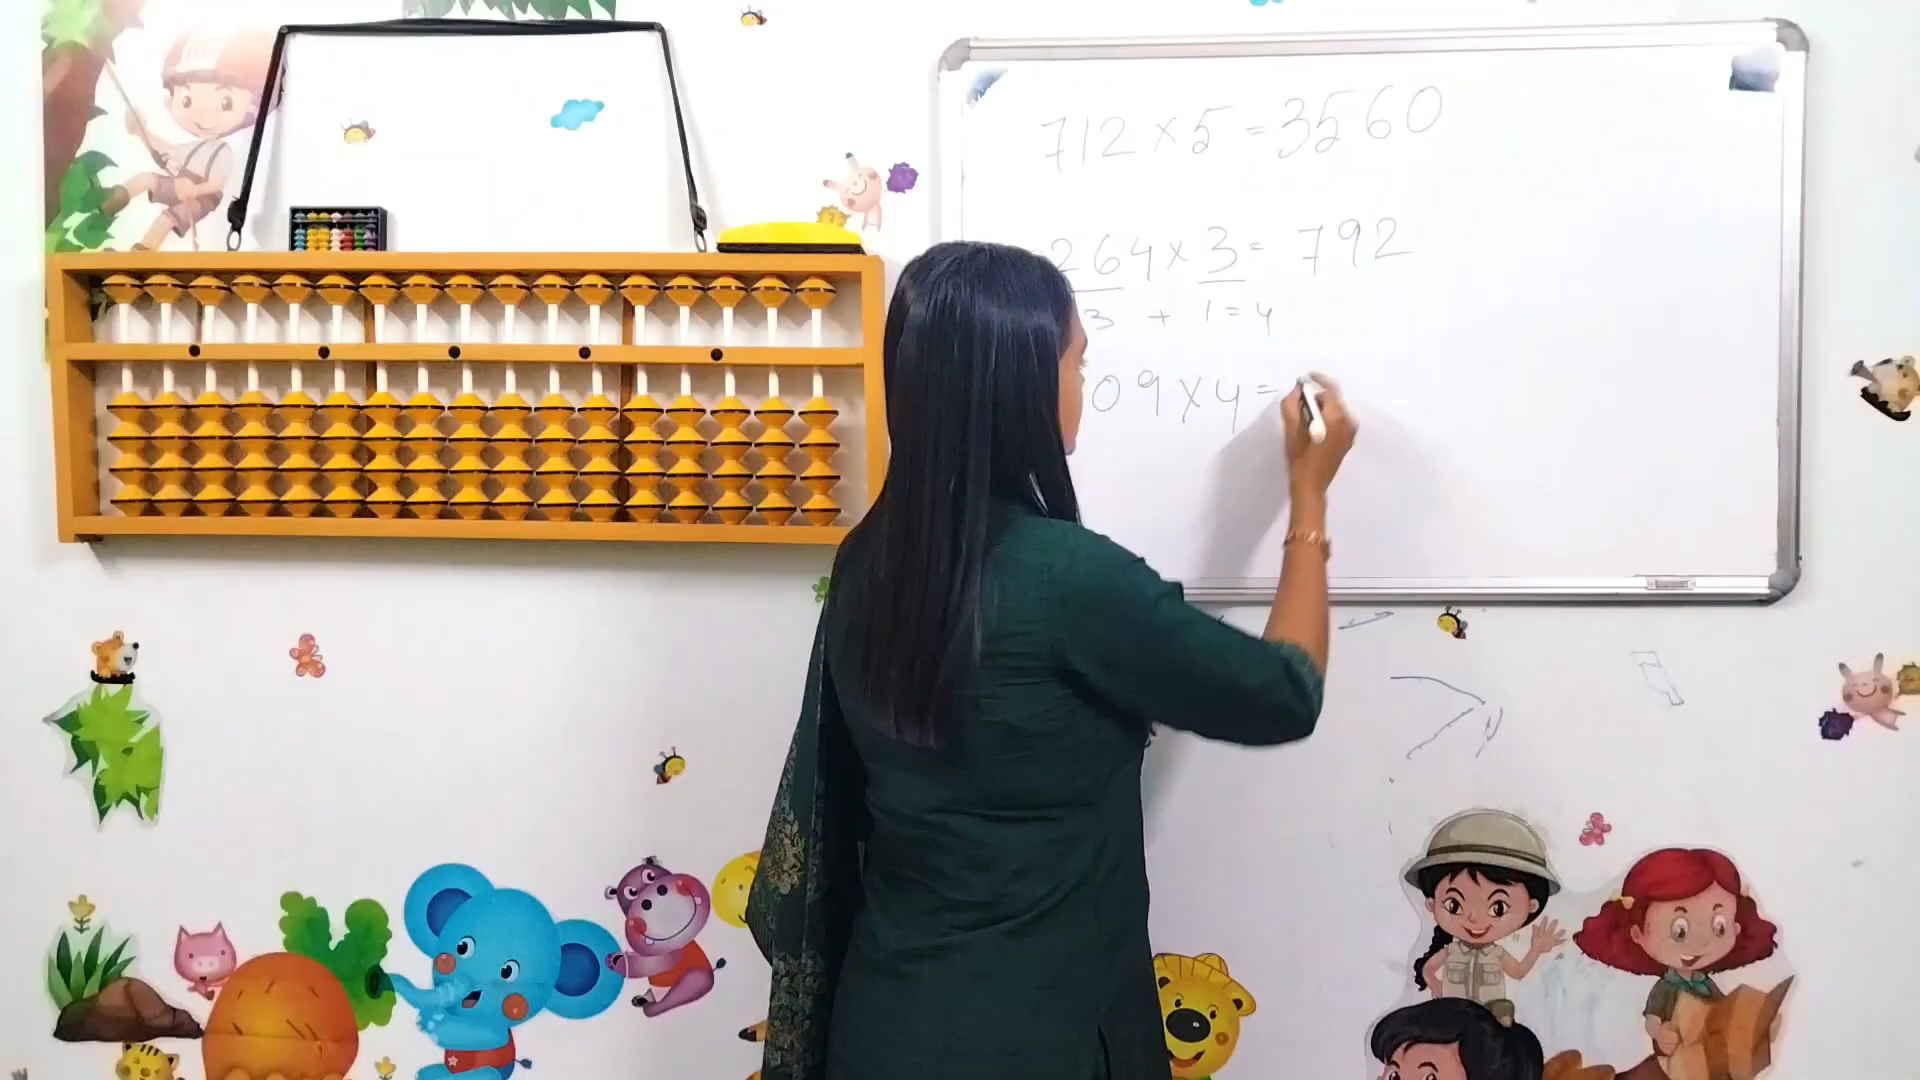 712 × 5 = 3560
264 × 3 = 792
3 + 1 = 4
09 × 4 =